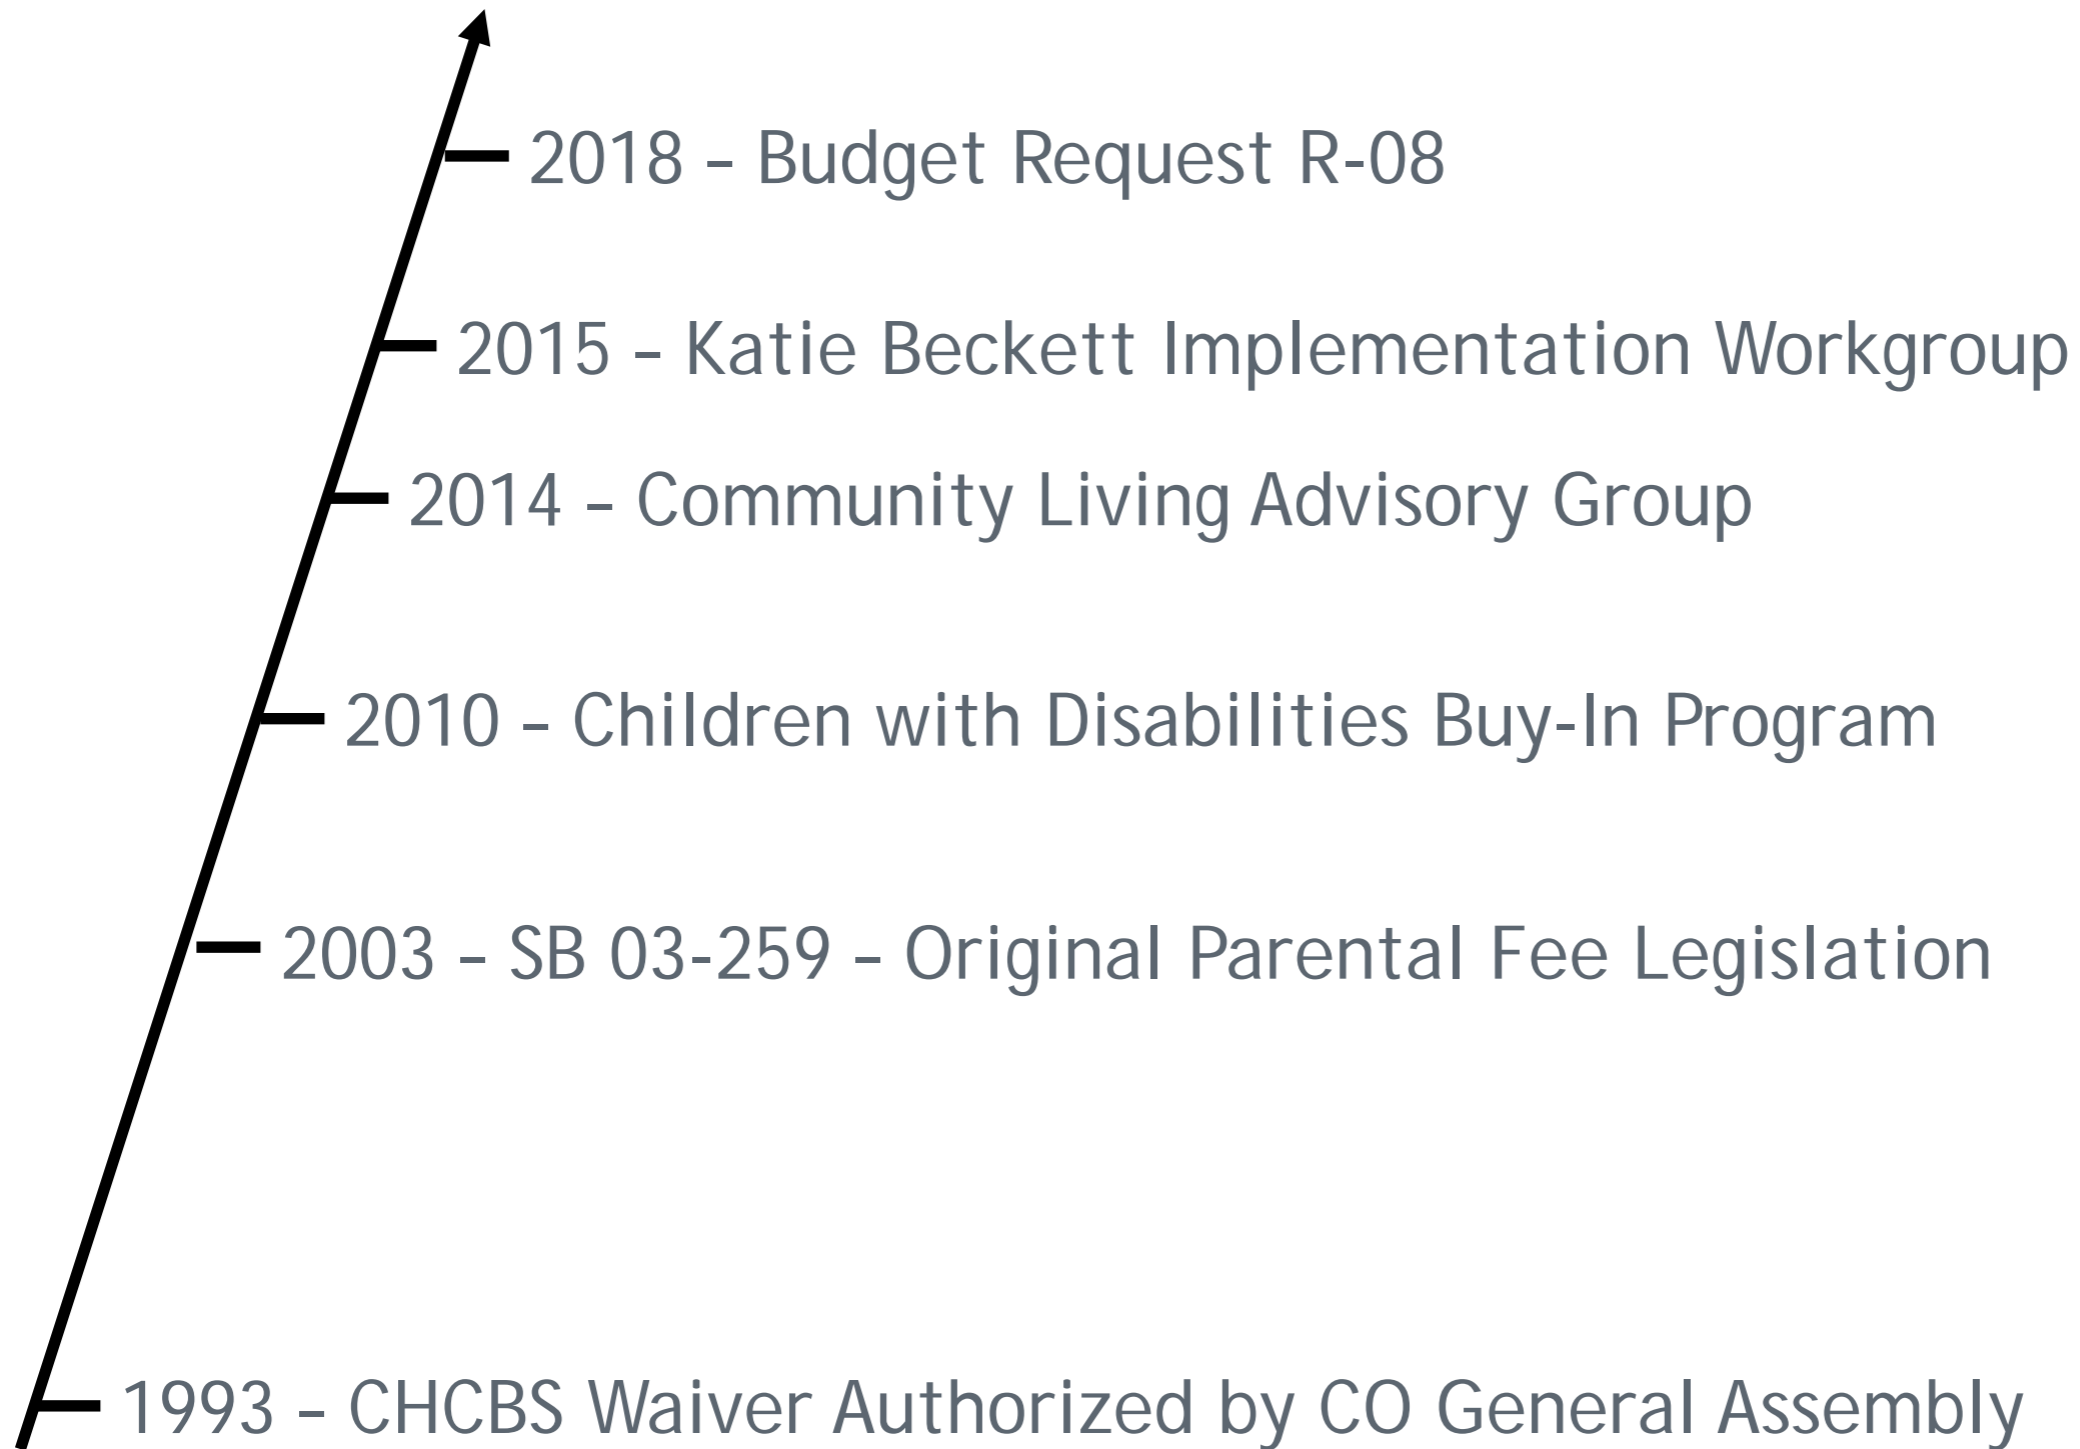 2018 – Budget Request R-08
2015 – Katie Beckett Implementation Workgroup
2014 – Community Living Advisory Group
2010 – Children with Disabilities Buy-In Program
2003 – SB 03-259 – Original Parental Fee Legislation
1993 – CHCBS Waiver Authorized by CO General Assembly